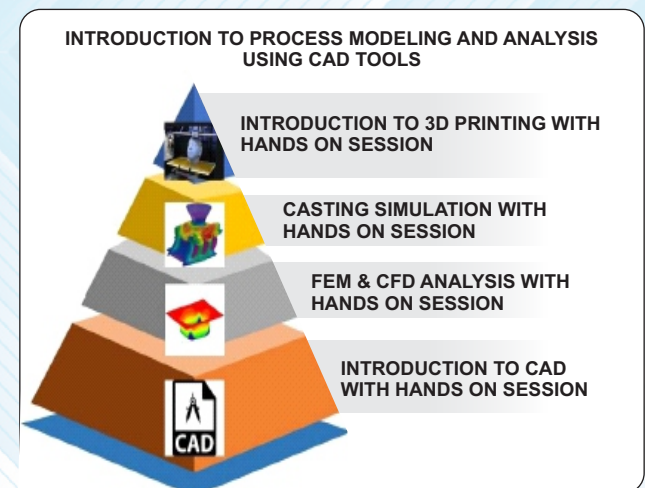 INTRODUCTION TO PROCESS MODELING AND ANALYSIS
USING CAD TOOLS
INTRODUCTION TO 3D PRINTING WITH
HANDS ON SESSION
CASTING SIMULATION WITH
HANDS ON SESSION
FEM & CFD ANALYSIS WITH
HANDS ON SESSION
INTRODUCTION TO CAD
WITH HANDS ON SESSION
CAD